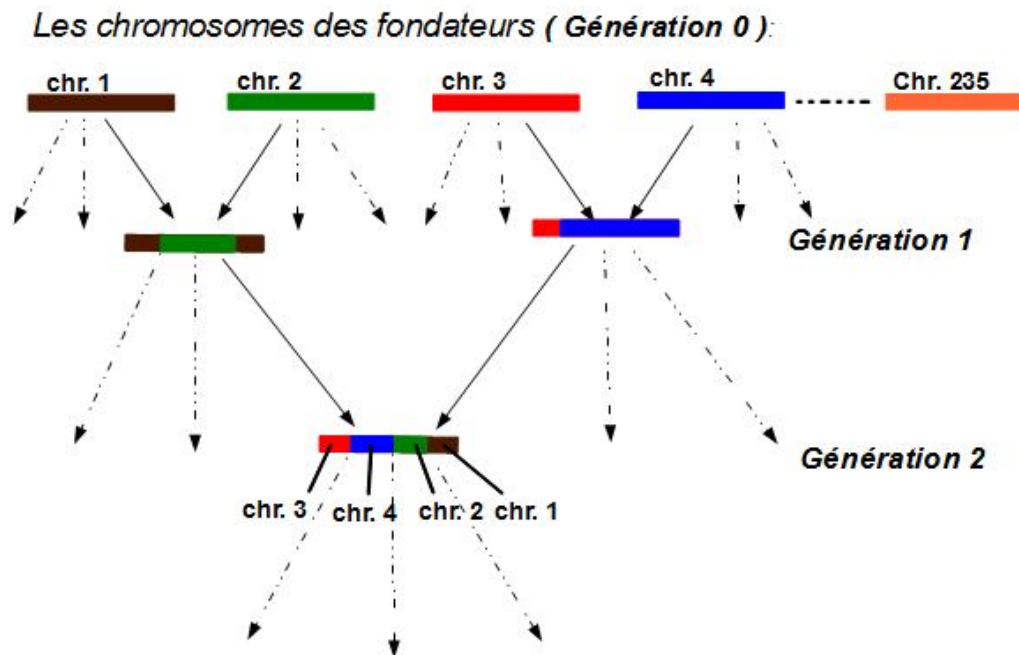 Les chromosomes des fondateurs ( Génération 0 ):
chr. 1 chr. 2 chr. 3 chr. 4 Chr. 235
Génération 1
Génération 2
chr. 3 chr. 4 chr. 2 chr. 1